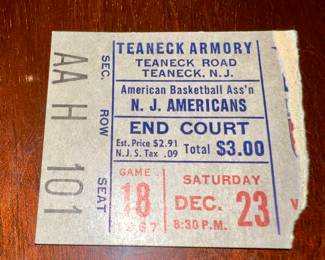 TEANECK ARMORY
TEANECK ROAD
TEANECK, N.J.
American Basketball Ass'n
N. J. AMERICANS
END COURT
Est. Price $2.91
N.J.S. Tax .09 Total $3.00
GAME
18
1967
SATURDAY
DEC. 23
8:30 P.M.
SEC. ROW SEAT
AA H 101